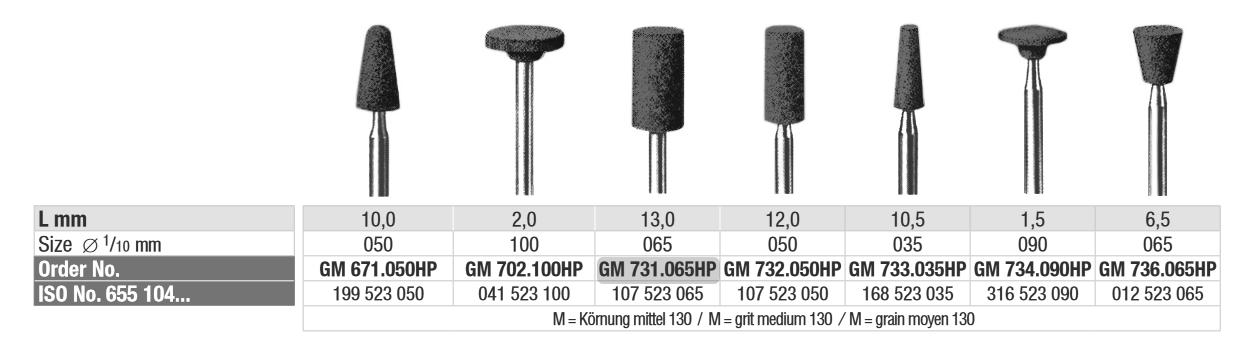 L mm 10,0 2,0 13,0 12,0 10,5 1,5 6,5
Size ∅ 1/10 mm 050 100 065 050 035 090 065
Order No. GM 671.050HP GM 702.100HP GM 731.065HP GM 732.050HP GM 733.035HP GM 734.090HP GM 736.065HP
ISO No. 655 104... 199 523 050 041 523 100 107 523 065 107 523 050 168 523 035 316 523 090 012 523 065
M = Körnung mittel 130 / M = grit medium 130 / M = grain moyen 130